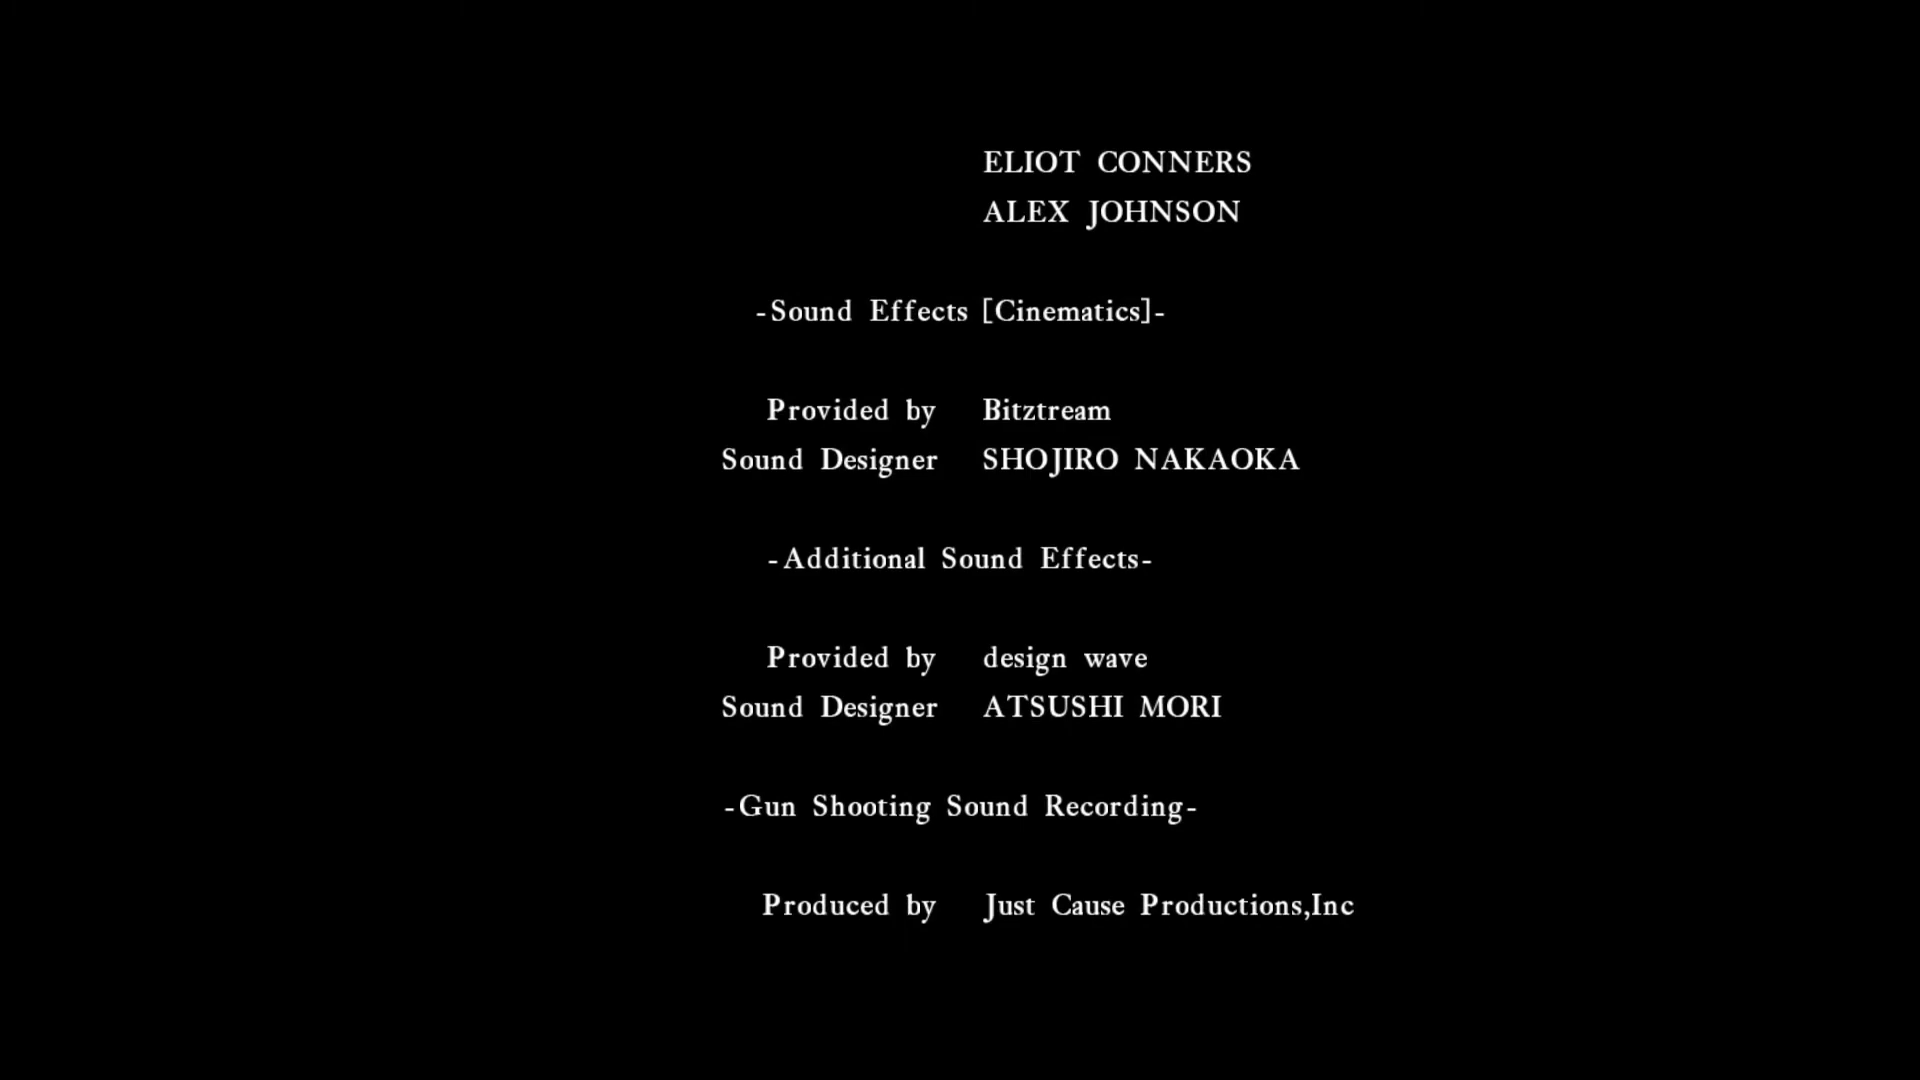 ELIOT CONNERS
ALEX JOHNSON
-Sound Effects [Cinematics]-
Provided by Bitztream
Sound Designer SHOJIRO NAKAOKA
-Additional Sound Effects-
Provided by design wave
Sound Designer ATSUSHI MORI
-Gun Shooting Sound Recording-
Produced by Just Cause Productions,Inc